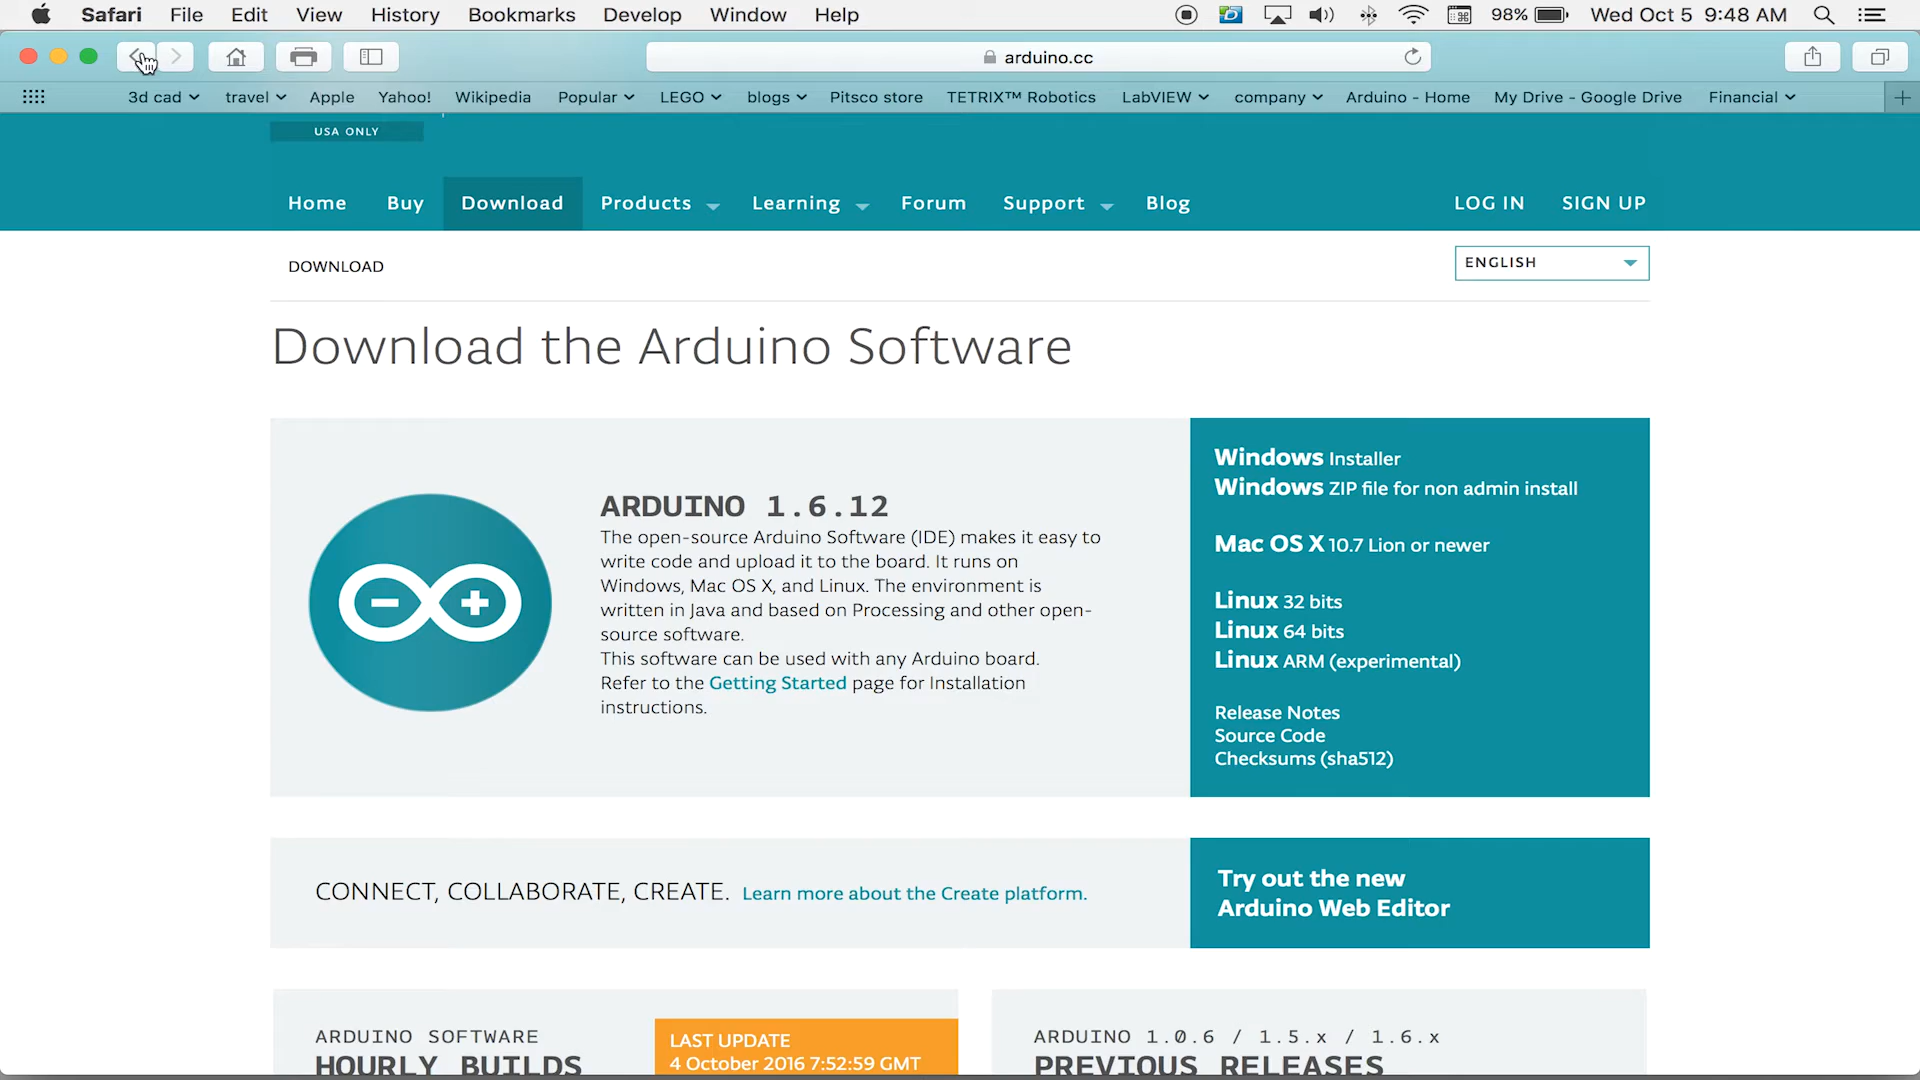 Safari File Edit View History Bookmarks Develop Window Help 98% Wed Oct 5 9:48 AM
arduino.cc
3d cad travel Apple Yahoo! Wikipedia Popular LEGO blogs Pitsco store TETRIX™ Robotics LabVIEW company Arduino - Home My Drive - Google Drive Financial
USA ONLY
Home Buy Download Products Learning Forum Support Blog LOG IN SIGN UP
DOWNLOAD
ENGLISH
Download the Arduino Software
ARDUINO 1.6.12
The open-source Arduino Software (IDE) makes it easy to
write code and upload it to the board. It runs on
Windows, Mac OS X, and Linux. The environment is
written in Java and based on Processing and other open-
source software.
This software can be used with any Arduino board.
Refer to the Getting Started page for Installation
instructions.
Windows Installer
Windows ZIP file for non admin install
Mac OS X 10.7 Lion or newer
Linux 32 bits
Linux 64 bits
Linux ARM (experimental)
Release Notes
Source Code
Checksums (sha512)
CONNECT, COLLABORATE, CREATE. Learn more about the Create platform.
Try out the new
Arduino Web Editor
ARDUINO SOFTWARE
HOURLY BUILDS
LAST UPDATE
4 October 2016 7:52:59 GMT
ARDUINO 1.0.6 / 1.5.x / 1.6.x
PREVIOUS RELEASES